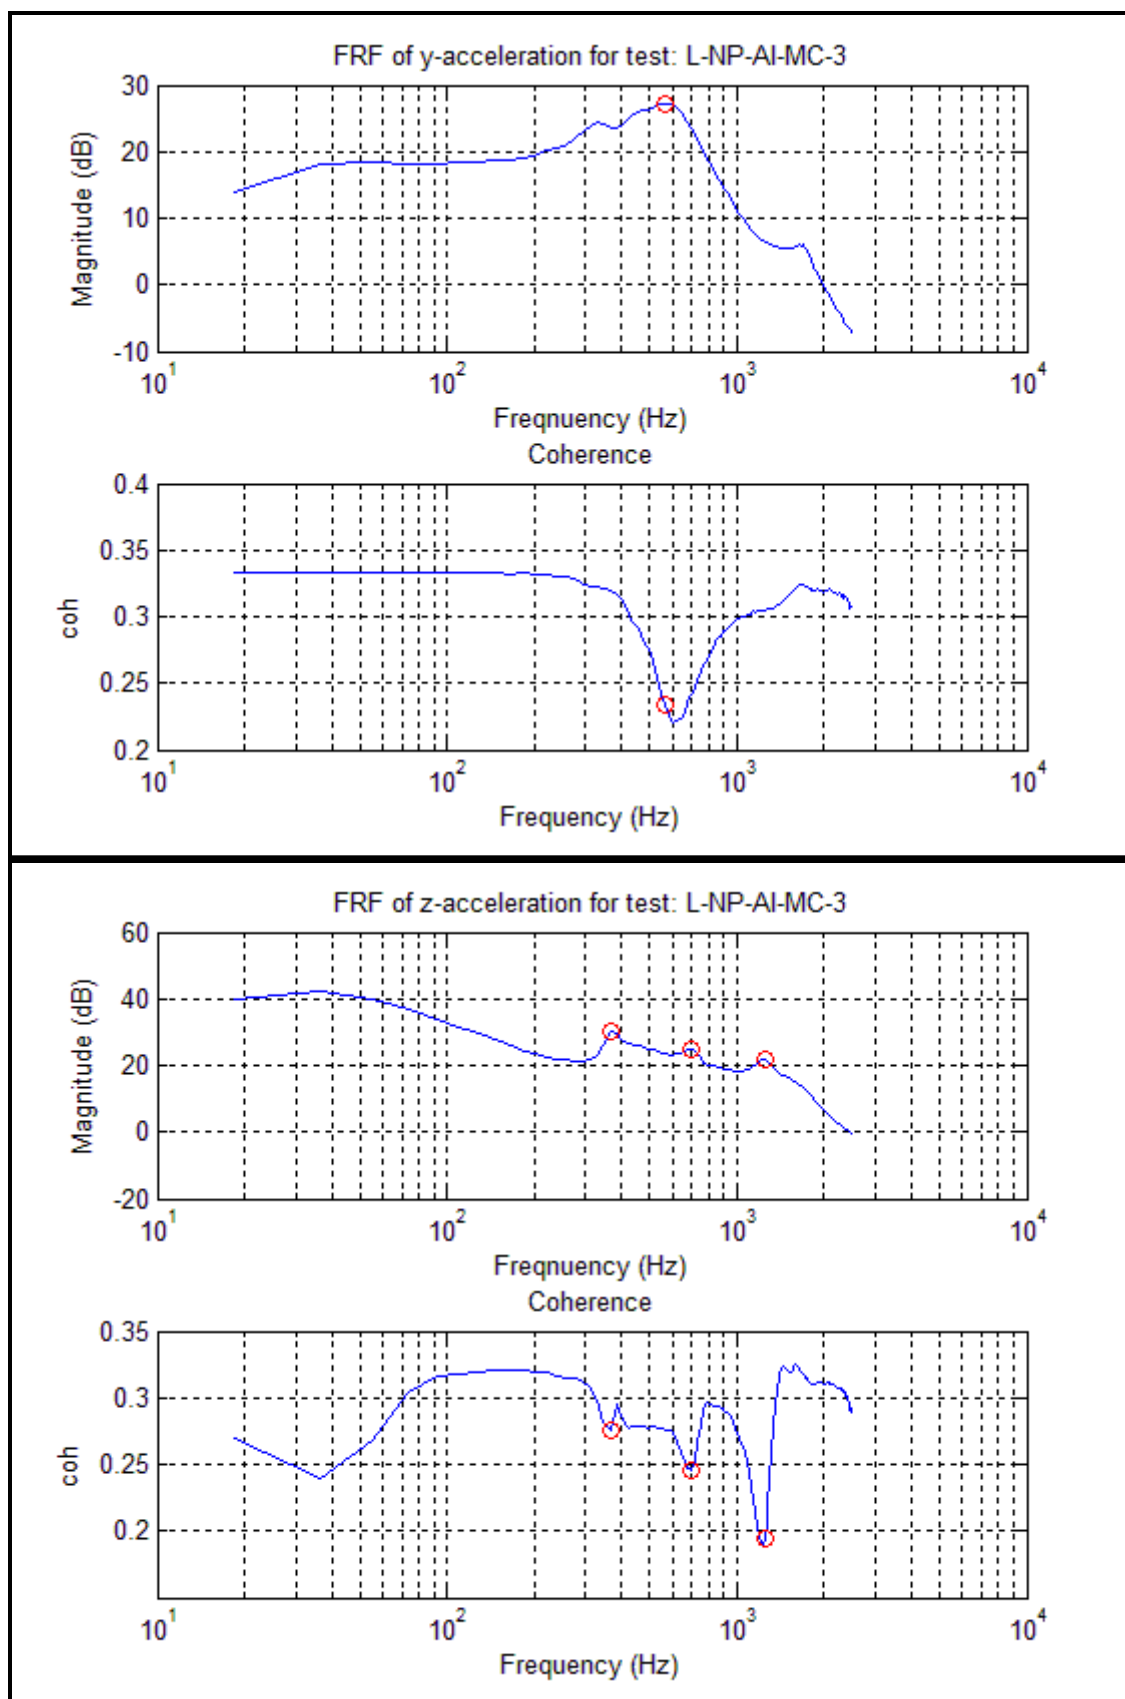 FRF of y-acceleration for test: L-NP-AI-MC-3
30
20
10
0
-10
Magnitude (dB)
10^1 10^2 10^3 10^4
Freqnuency (Hz)
Coherence
0.4
0.35
0.3
0.25
0.2
coh
10^1 10^2 10^3 10^4
Frequency (Hz)
FRF of z-acceleration for test: L-NP-AI-MC-3
60
40
20
0
-20
Magnitude (dB)
10^1 10^2 10^3 10^4
Freqnuency (Hz)
Coherence
0.35
0.3
0.25
0.2
coh
10^1 10^2 10^3 10^4
Frequency (Hz)